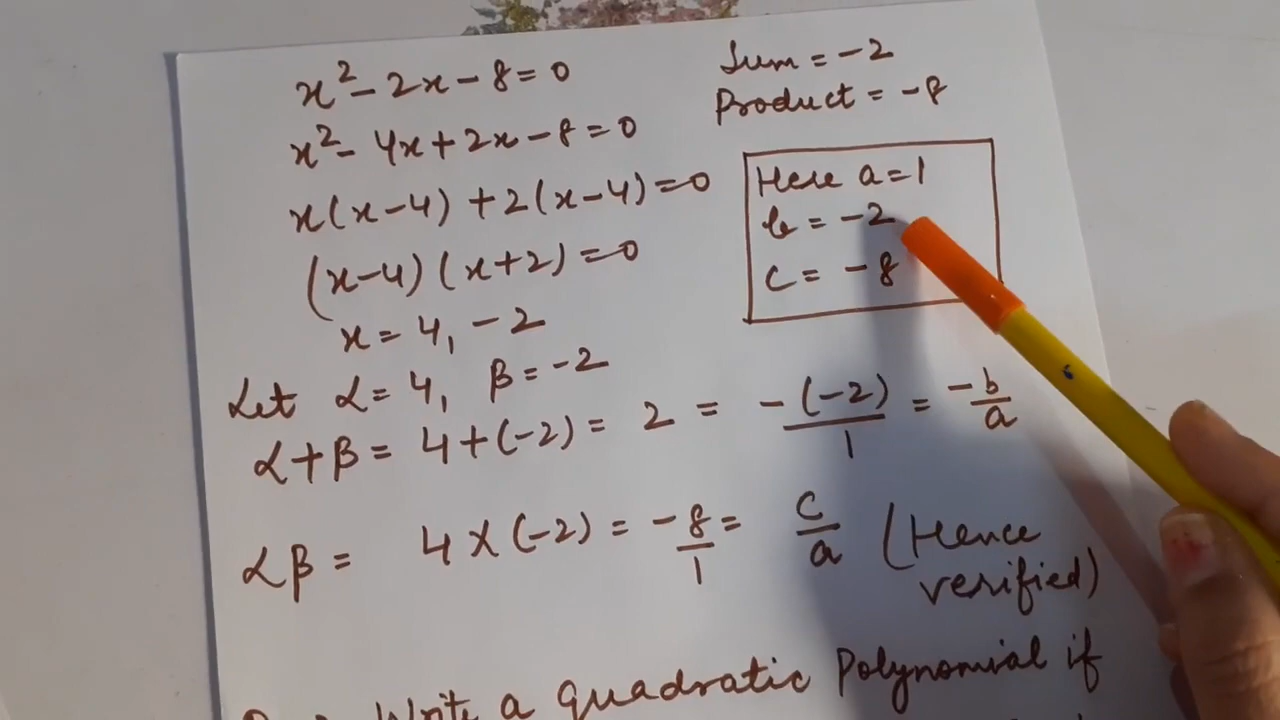 x² - 2x - 8 = 0
x² - 4x + 2x - 8 = 0
x(x-4) + 2(x-4) = 0
(x-4) (x+2) = 0
x = 4, -2
Sum = -2
Product = -8
Here a = 1
b = -2
c = -8
Let α = 4, β = -2
α+β = 4+(-2) = 2 = -(-2)/1 = -b/a
αβ = 4 X (-2) = -8/1 = c/a (Hence
verified)
Write a quadratic Polynomial if